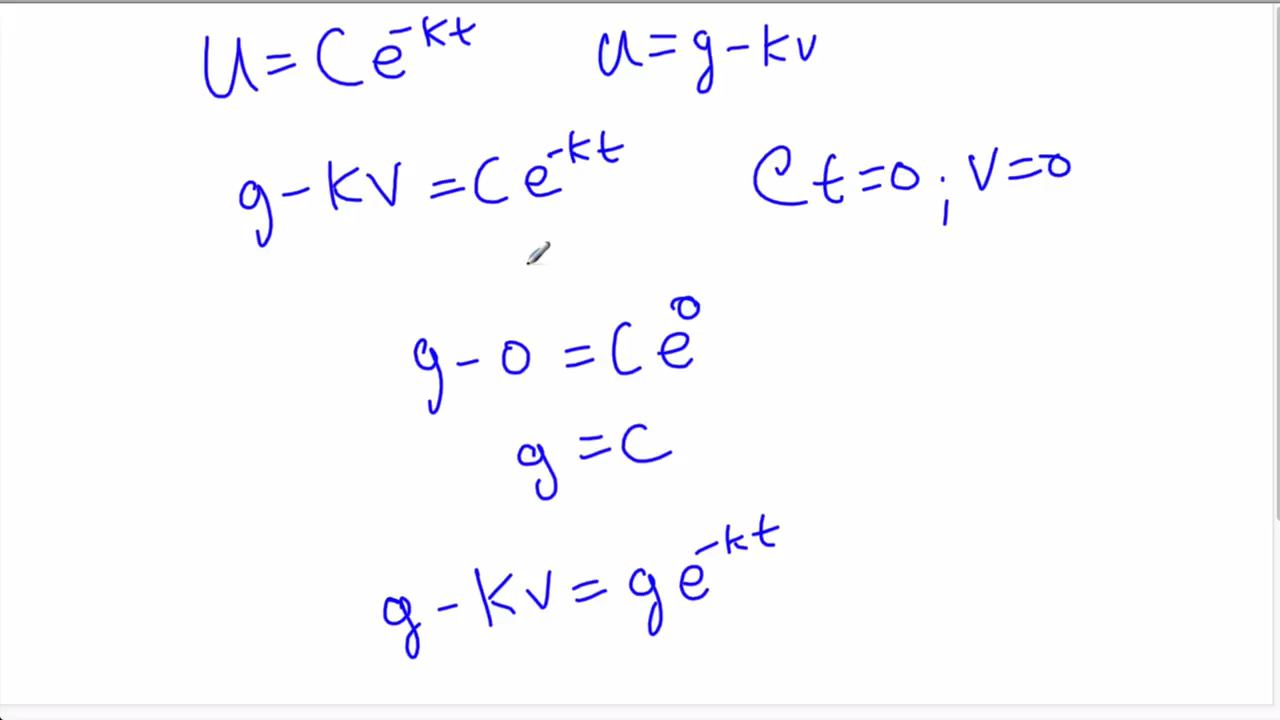 U = Ce^{-kt} u = g - kv
g - kv = Ce^{-kt} C t = 0 ; v = 0
g - 0 = Ce^{0}
g = C
g - kv = ge^{-kt}